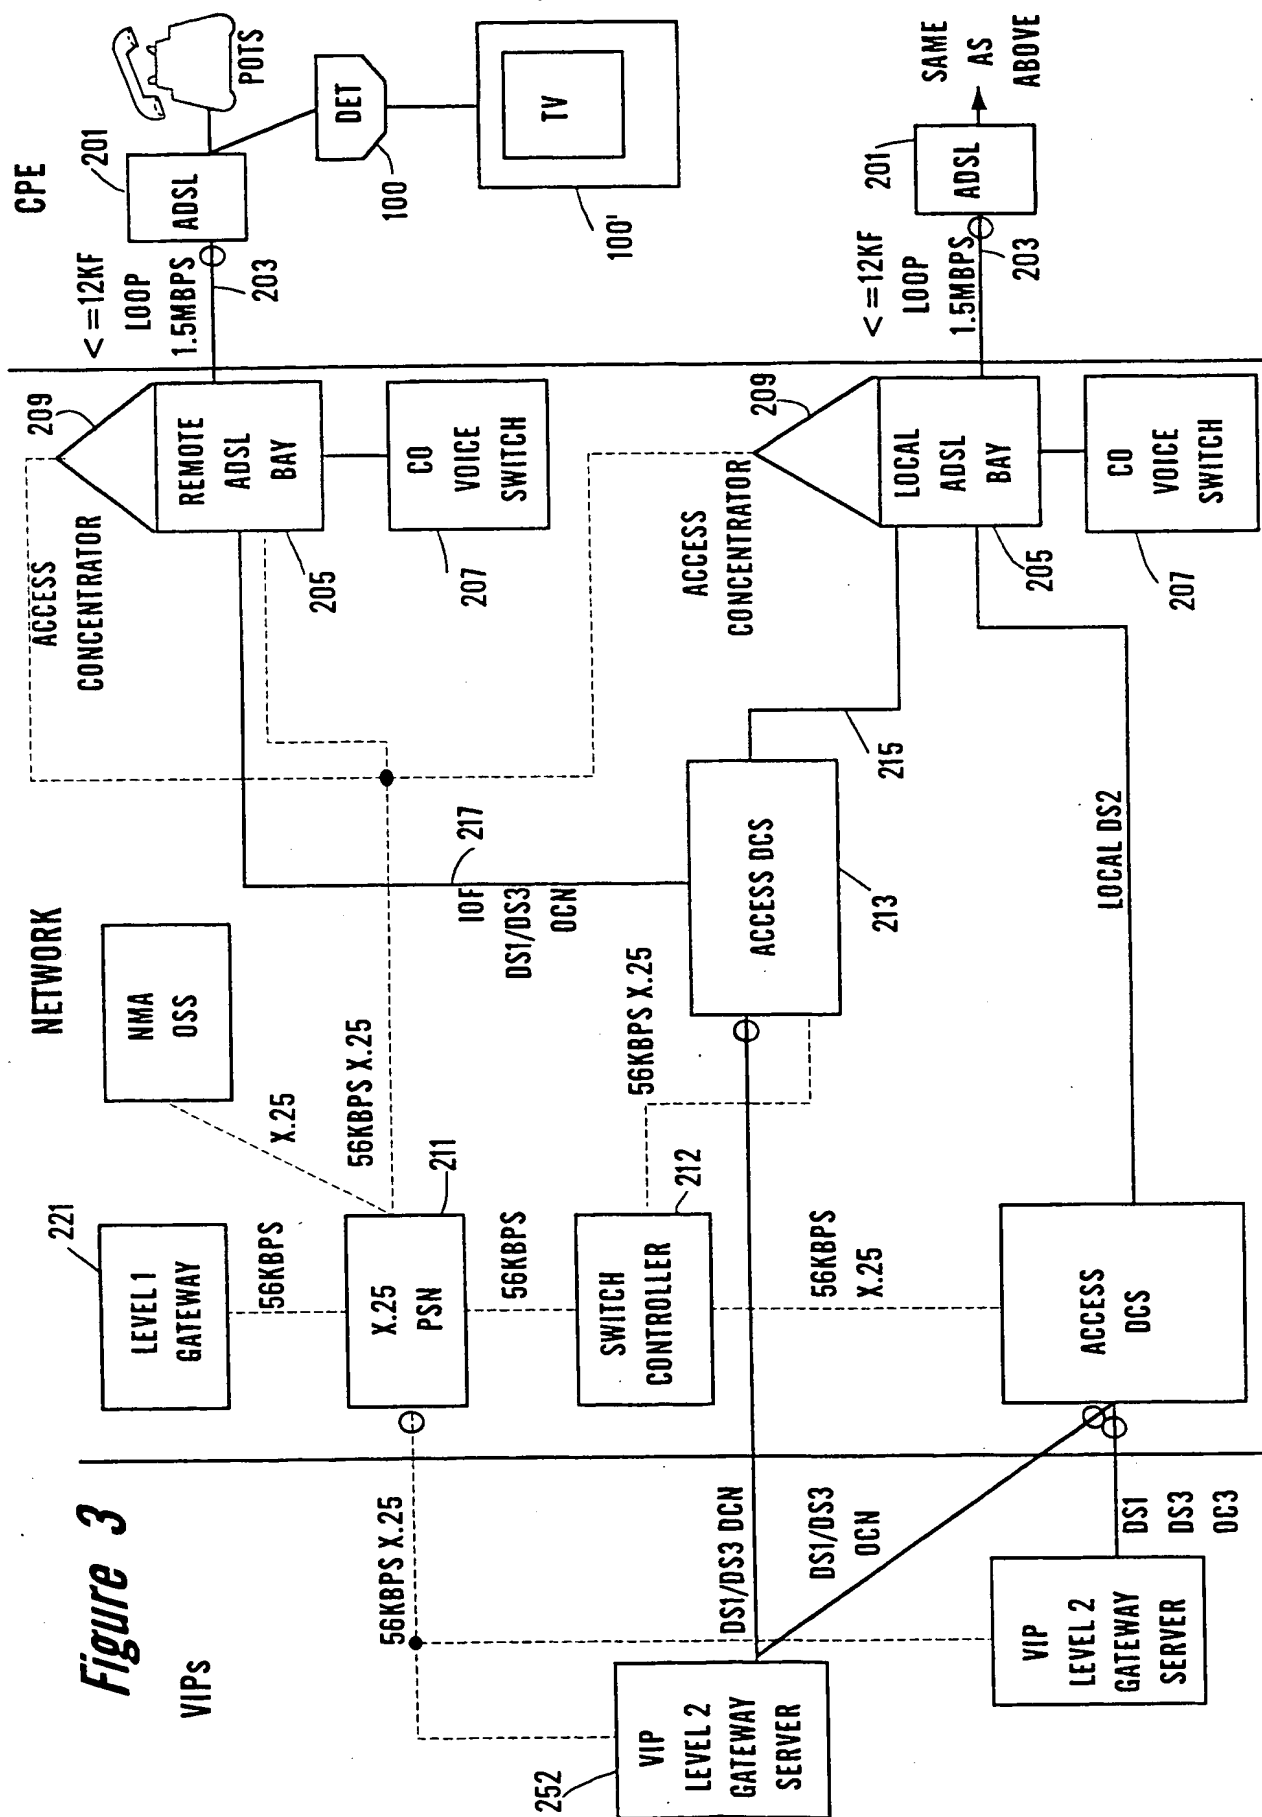 Figure 3
VIPs
NETWORK
CPE
221
LEVEL 1
GATEWAY
NMA
OSS
X.25
56KBPS
56KBPS X.25
X.25
PSN
211
56KBPS X.25
56KBPS
SWITCH
CONTROLLER
212
56KBPS X.25
56KBPS
X.25
252
VIP
LEVEL 2
GATEWAY
SERVER
VIP
LEVEL 2
GATEWAY
SERVER
DS1/DS3 DCN
DS1/DS3
OCN
DS1
DS3
OC3
ACCESS
DCS
ACCESS DCS
213
217
IOF
DS1/DS3
OCN
215
LOCAL DS2
ACCESS
CONCENTRATOR
209
REMOTE
ADSL
BAY
205
CO
VOICE
SWITCH
207
ACCESS
CONCENTRATOR
209
LOCAL
ADSL
BAY
205
CO
VOICE
SWITCH
207
<=12KF
LOOP
1.5MBPS
203
ADSL
201
POTS
DET
100
TV
100'
<=12KF
LOOP
1.5MBPS
203
ADSL
201
SAME
AS
ABOVE